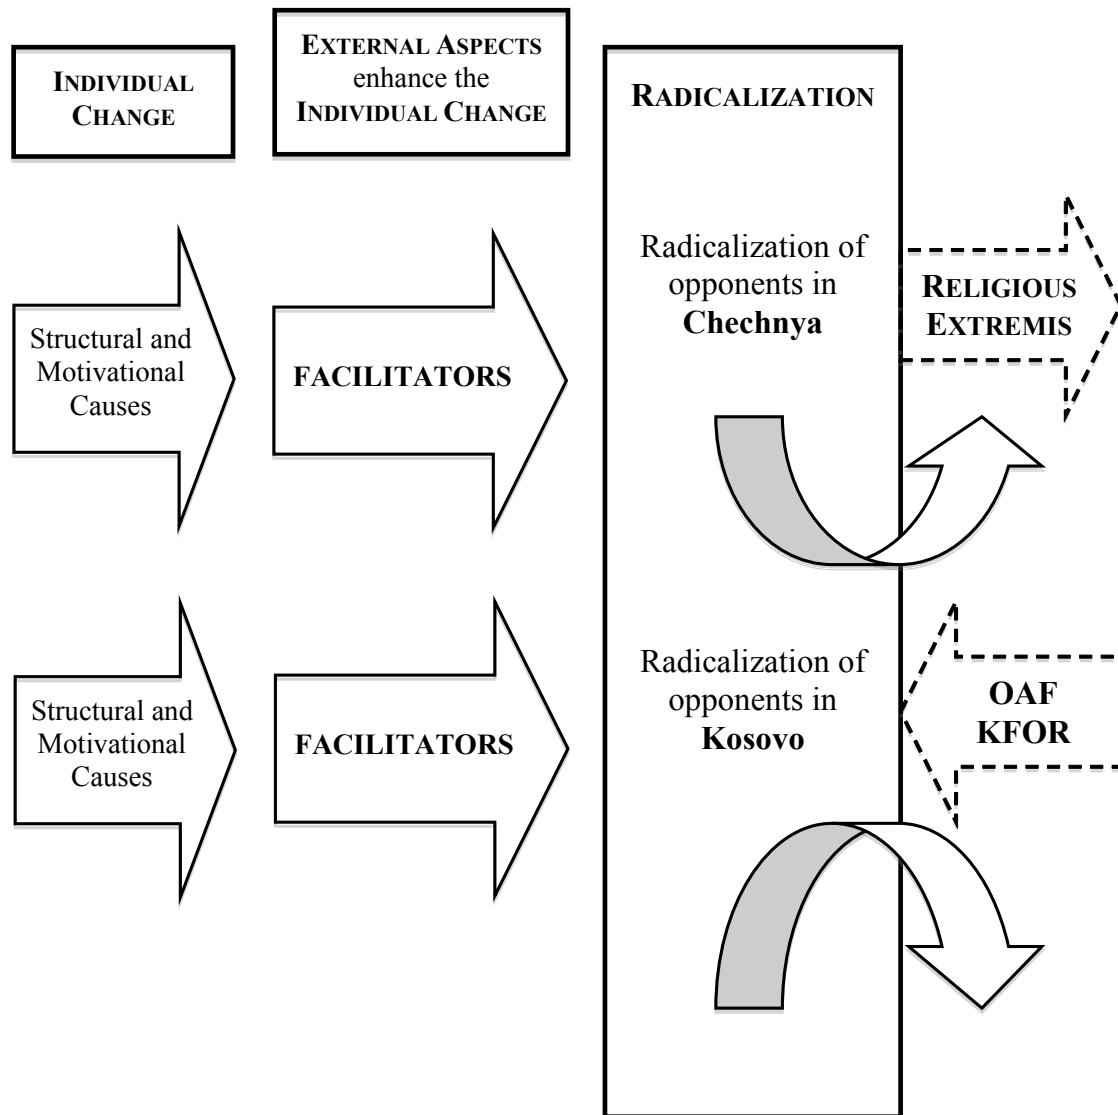 INDIVIDUAL
CHANGE
EXTERNAL ASPECTS
enhance the
INDIVIDUAL CHANGE
RADICALIZATION
Structural and
Motivational
Causes
FACILITATORS
Radicalization of
opponents in
Chechnya
RELIGIOUS
EXTREMIS
Structural and
Motivational
Causes
FACILITATORS
Radicalization of
opponents in
Kosovo
OAF
KFOR